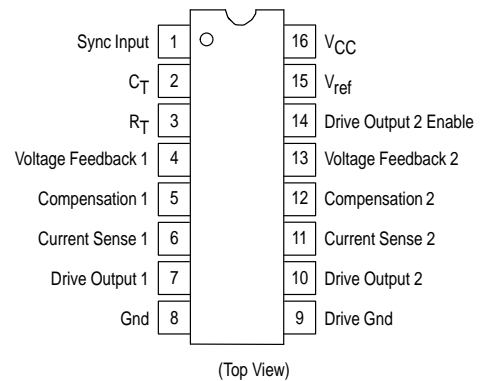 Sync Input 1 16 VCC
CT 2 15 Vref
RT 3 14 Drive Output 2 Enable
Voltage Feedback 1 4 13 Voltage Feedback 2
Compensation 1 5 12 Compensation 2
Current Sense 1 6 11 Current Sense 2
Drive Output 1 7 10 Drive Output 2
Gnd 8 9 Drive Gnd
(Top View)